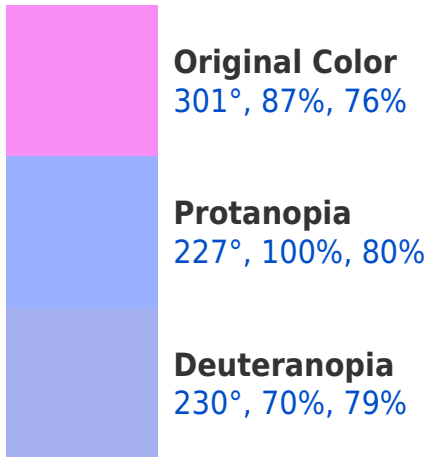 Original Color
301°, 87%, 76%
Protanopia
227°, 100%, 80%
Deuteranopia
230°, 70%, 79%